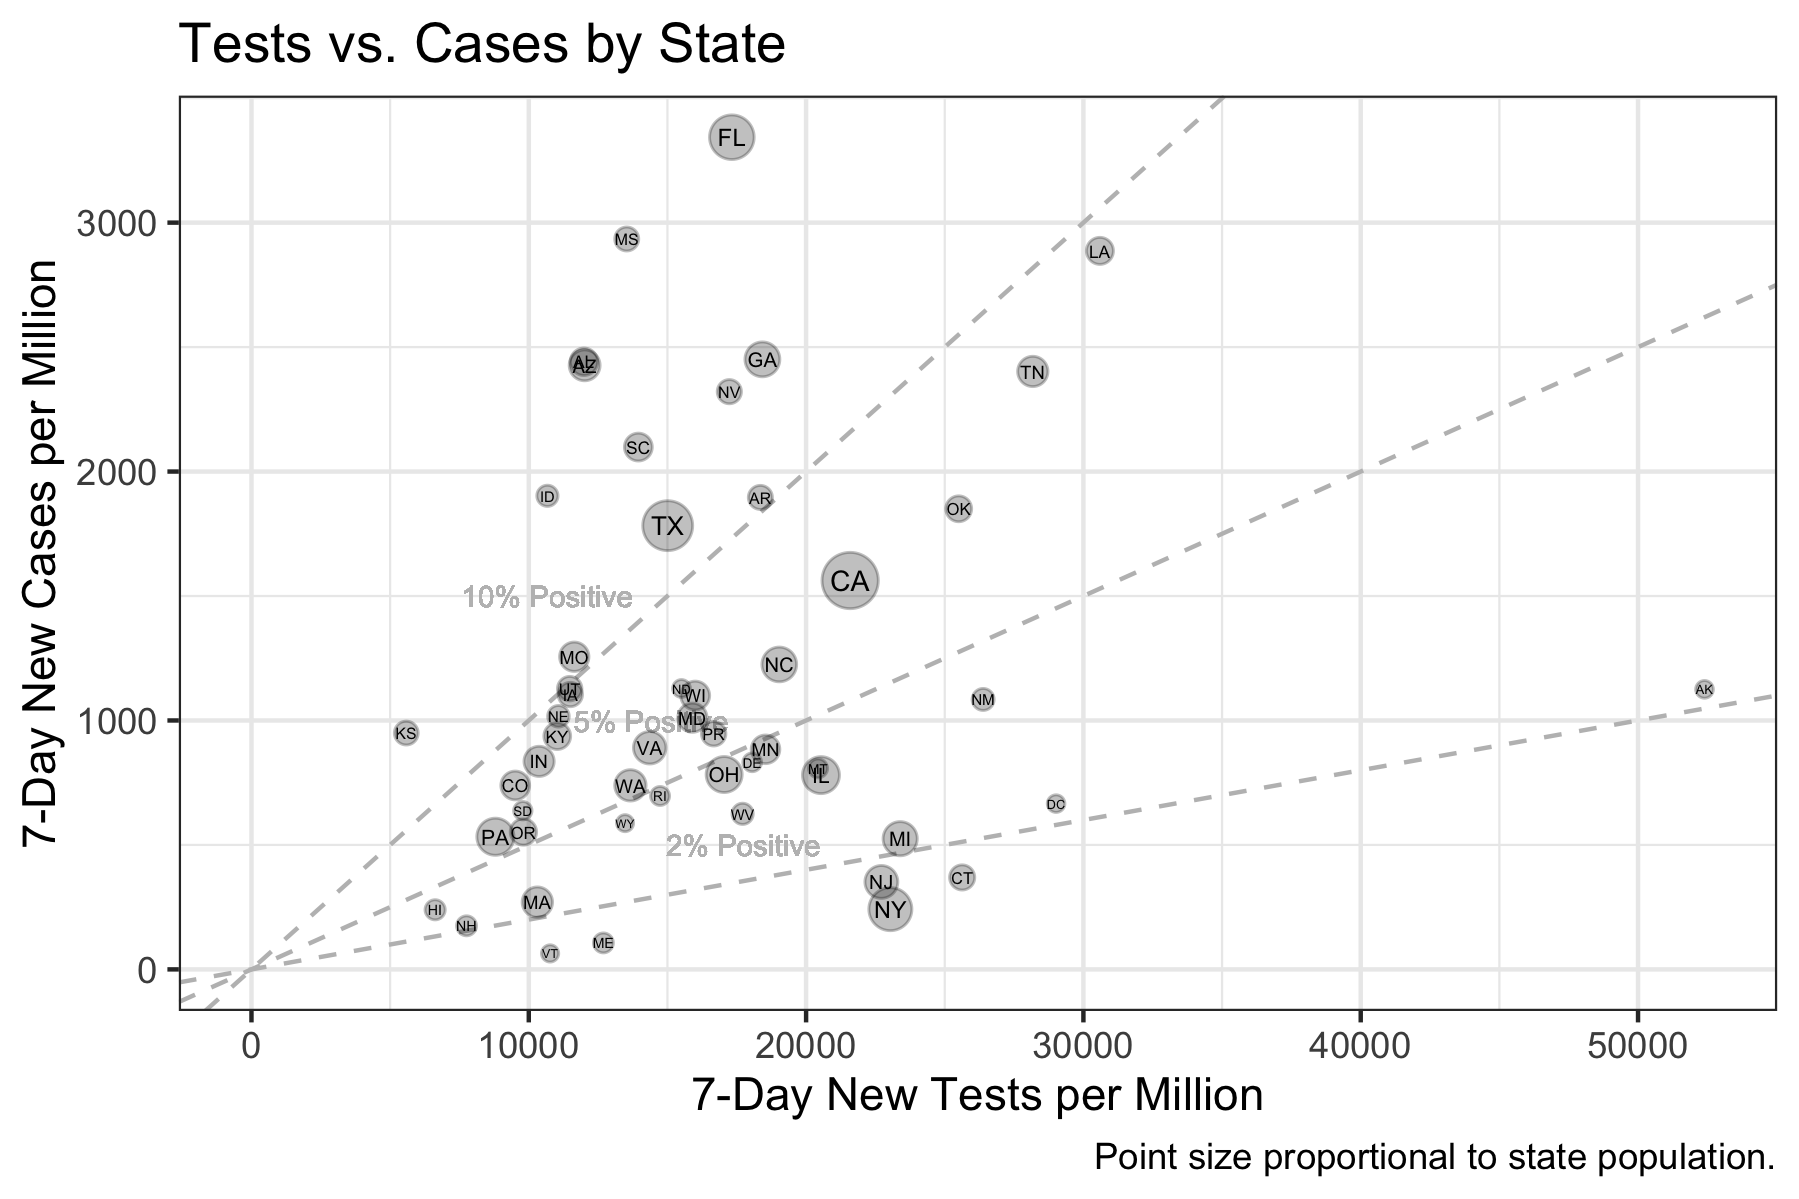 Tests vs. Cases by State
7-Day New Cases per Million
3000
2000
1000
0
FL
MS
LA
AL
AZ
GA
TN
NV
SC
ID
AR
TX
OK
CA
10% Positive
MO
NC
UT
IA
ND
WI
NM
AK
NE
5% Positive
MD
KS
KY
PR
VA
MN
IN
DE
OH
MT
IL
CO
WA
RI
SD
WV
DC
WY
PA
OR
MI
2% Positive
NJ
CT
MA
NY
HI
NH
ME
VT
0 10000 20000 30000 40000 50000
7-Day New Tests per Million
Point size proportional to state population.